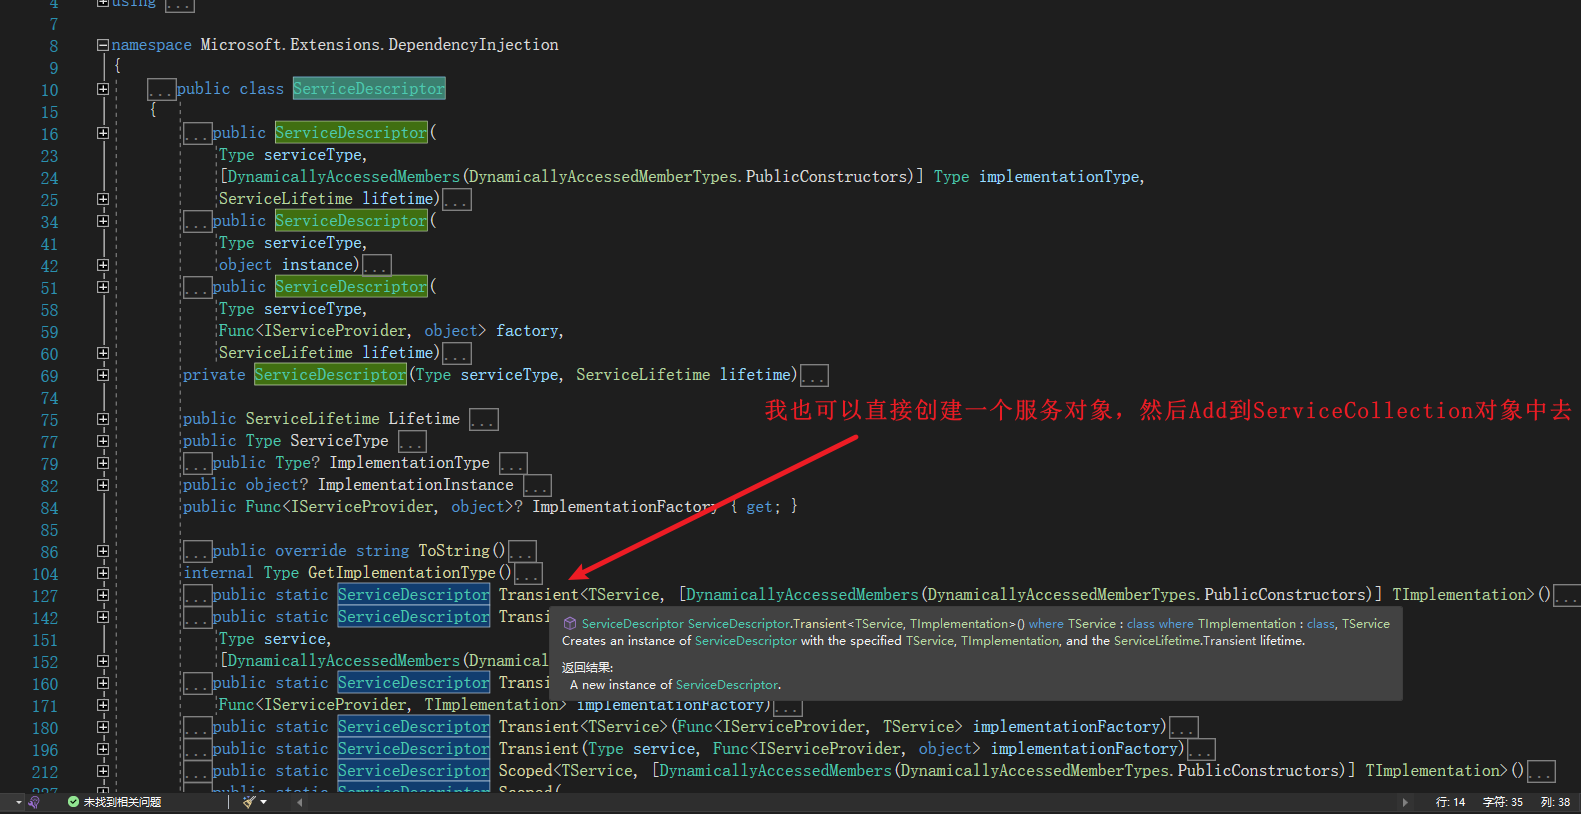 4 using ...
7
8 namespace Microsoft.Extensions.DependencyInjection
9 {
10 ...public class ServiceDescriptor
15 {
16 ...public ServiceDescriptor(
23 Type serviceType,
24 [DynamicallyAccessedMembers(DynamicallyAccessedMemberTypes.PublicConstructors)] Type implementationType,
25 ServiceLifetime lifetime)...
34 ...public ServiceDescriptor(
41 Type serviceType,
42 object instance)...
51 ...public ServiceDescriptor(
58 Type serviceType,
59 Func<IServiceProvider, object> factory,
60 ServiceLifetime lifetime)...
69 private ServiceDescriptor(Type serviceType, ServiceLifetime lifetime)...
74
我也可以直接创建一个服务对象，然后Add到ServiceCollection对象中去
75 public ServiceLifetime Lifetime ...
77 public Type ServiceType ...
79 ...public Type? ImplementationType ...
82 public object? ImplementationInstance ...
84 public Func<IServiceProvider, object>? ImplementationFactory { get; }
85
86 ...public override string ToString()...
104 internal Type GetImplementationType()...
127 ...public static ServiceDescriptor Transient<TService, [DynamicallyAccessedMembers(DynamicallyAccessedMemberTypes.PublicConstructors)] TImplementation>()...
142 ...public static ServiceDescriptor Transi
ServiceDescriptor ServiceDescriptor.Transient<TService, TImplementation>() where TService : class where TImplementation : class, TService
Creates an instance of ServiceDescriptor with the specified TService, TImplementation, and the ServiceLifetime.Transient lifetime.
返回结果:
A new instance of ServiceDescriptor.
151 Type service,
152 [DynamicallyAccessedMembers(Dynamical
160 ...public static ServiceDescriptor Transi
171 Func<IServiceProvider, TImplementation> implementationFactory)...
180 ...public static ServiceDescriptor Transient<TService>(Func<IServiceProvider, TService> implementationFactory)...
196 ...public static ServiceDescriptor Transient(Type service, Func<IServiceProvider, object> implementationFactory)...
212 ...public static ServiceDescriptor Scoped<TService, [DynamicallyAccessedMembers(DynamicallyAccessedMemberTypes.PublicConstructors)] TImplementation>()...
...public static ServiceDescriptor Scoped(
未找到相关问题 行: 14 字符: 35 列: 38